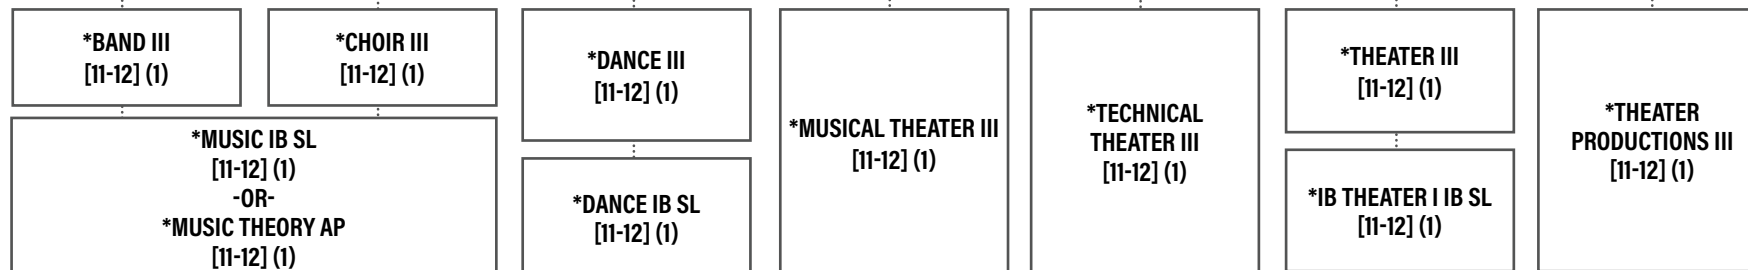 *BAND III
[11-12] (1)
*CHOIR III
[11-12] (1)
*MUSIC IB SL
[11-12] (1)
-OR-
*MUSIC THEORY AP
[11-12] (1)
*DANCE III
[11-12] (1)
*DANCE IB SL
[11-12] (1)
*MUSICAL THEATER III
[11-12] (1)
*TECHNICAL
THEATER III
[11-12] (1)
*THEATER III
[11-12] (1)
*IB THEATER I IB SL
[11-12] (1)
*THEATER
PRODUCTIONS III
[11-12] (1)